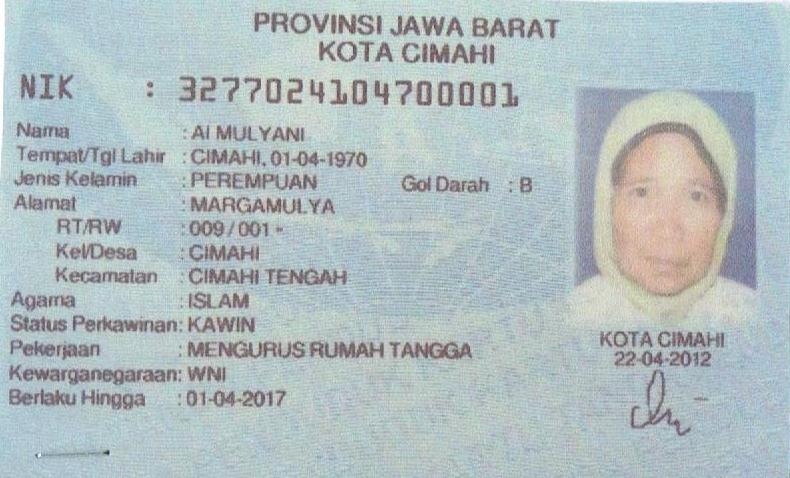 PROVINSI JAWA BARAT
KOTA CIMAHI
NIK : 3277024104700001
Nama : AI MULYANI
Tempat/Tgl Lahir : CIMAHI, 01-04-1970
Jenis Kelamin : PEREMPUAN Gol Darah : B
Alamat : MARGAMULYA
RT/RW : 009 / 001 -
Kel/Desa : CIMAHI
Kecamatan : CIMAHI TENGAH
Agama : ISLAM
Status Perkawinan: KAWIN
Pekerjaan : MENGURUS RUMAH TANGGA
Kewarganegaraan: WNI
Berlaku Hingga : 01-04-2017
KOTA CIMAHI
22-04-2012